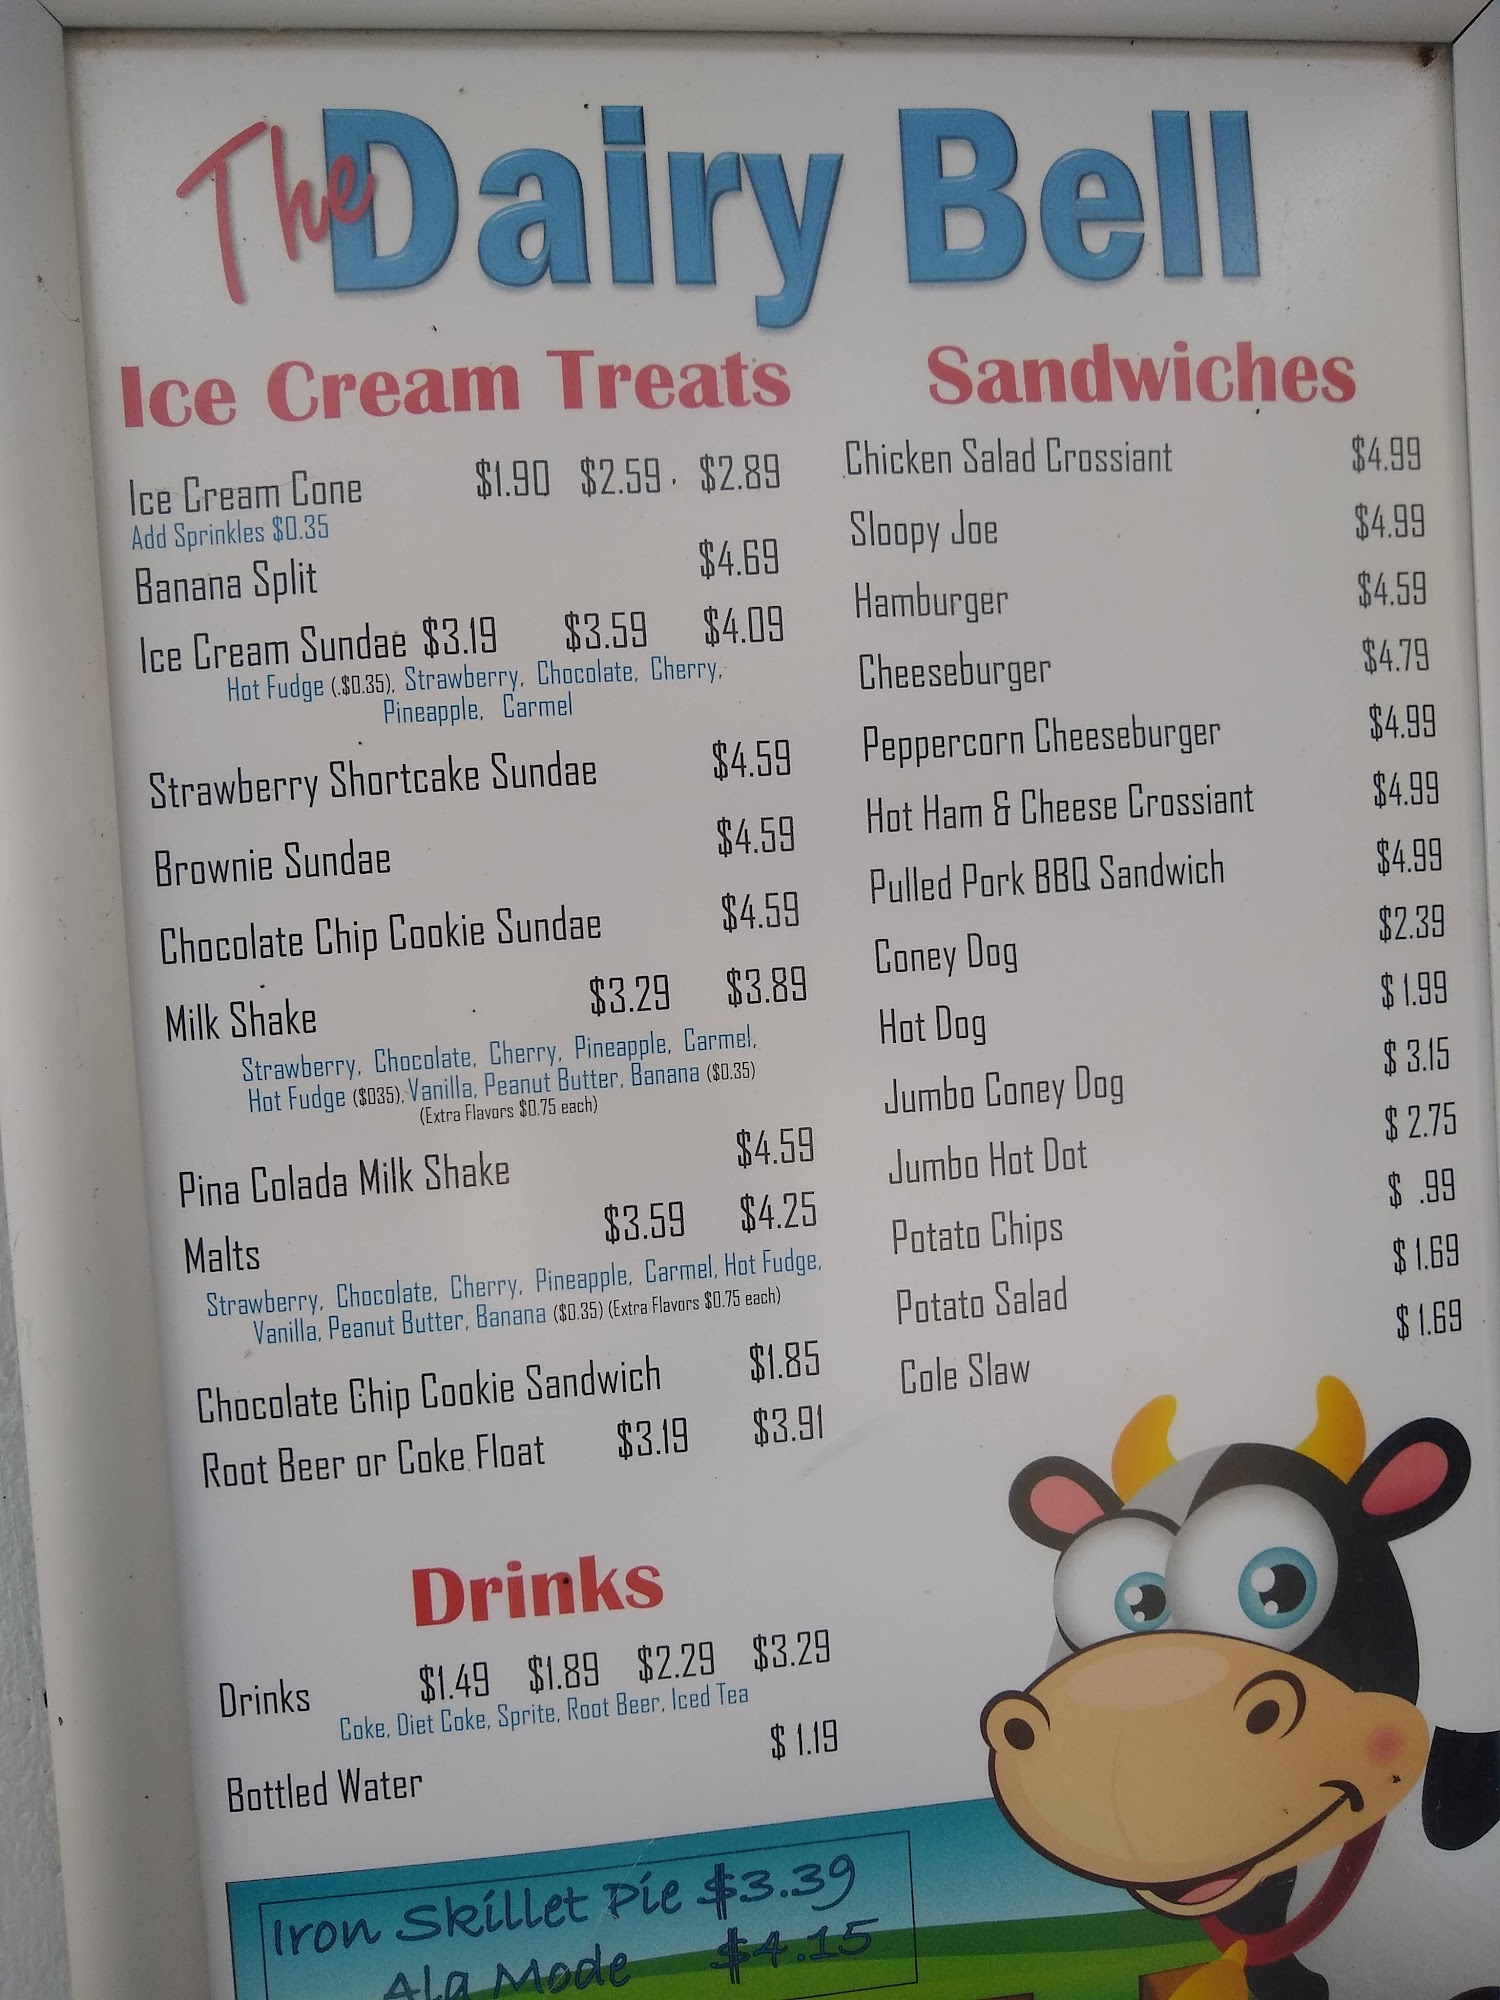 The Dairy Bell
Ice Cream Treats
Ice Cream Cone $1.90 $2.59 $2.89
Add Sprinkles $0.35
Banana Split $4.69
Ice Cream Sundae $3.19 $3.59 $4.09
Hot Fudge (.$0.35), Strawberry, Chocolate, Cherry,
Pineapple, Carmel
Strawberry Shortcake Sundae $4.59
Brownie Sundae $4.59
Chocolate Chip Cookie Sundae $4.59
Milk Shake $3.29 $3.89
Strawberry, Chocolate, Cherry, Pineapple, Carmel,
Hot Fudge ($035), Vanilla, Peanut Butter, Banana ($0.35)
(Extra Flavors $0.75 each)
Pina Colada Milk Shake $4.59
Malts $3.59 $4.25
Strawberry, Chocolate, Cherry, Pineapple, Carmel, Hot Fudge,
Vanilla, Peanut Butter, Banana ($0.35) (Extra Flavors $0.75 each)
Chocolate Chip Cookie Sandwich $1.85
Root Beer or Coke Float $3.19 $3.91
Drinks
Drinks $1.49 $1.89 $2.29 $3.29
Coke, Diet Coke, Sprite, Root Beer, Iced Tea
Bottled Water $1.19
Iron Skillet Pie $3.39
Ala Mode $4.15
Sandwiches
Chicken Salad Crossiant $4.99
Sloopy Joe $4.99
Hamburger $4.59
Cheeseburger $4.79
Peppercorn Cheeseburger $4.99
Hot Ham & Cheese Crossiant $4.99
Pulled Pork BBQ Sandwich $4.99
Coney Dog $2.39
Hot Dog $1.99
Jumbo Coney Dog $3.15
Jumbo Hot Dot $2.75
Potato Chips $ .99
Potato Salad $1.69
Cole Slaw $1.69